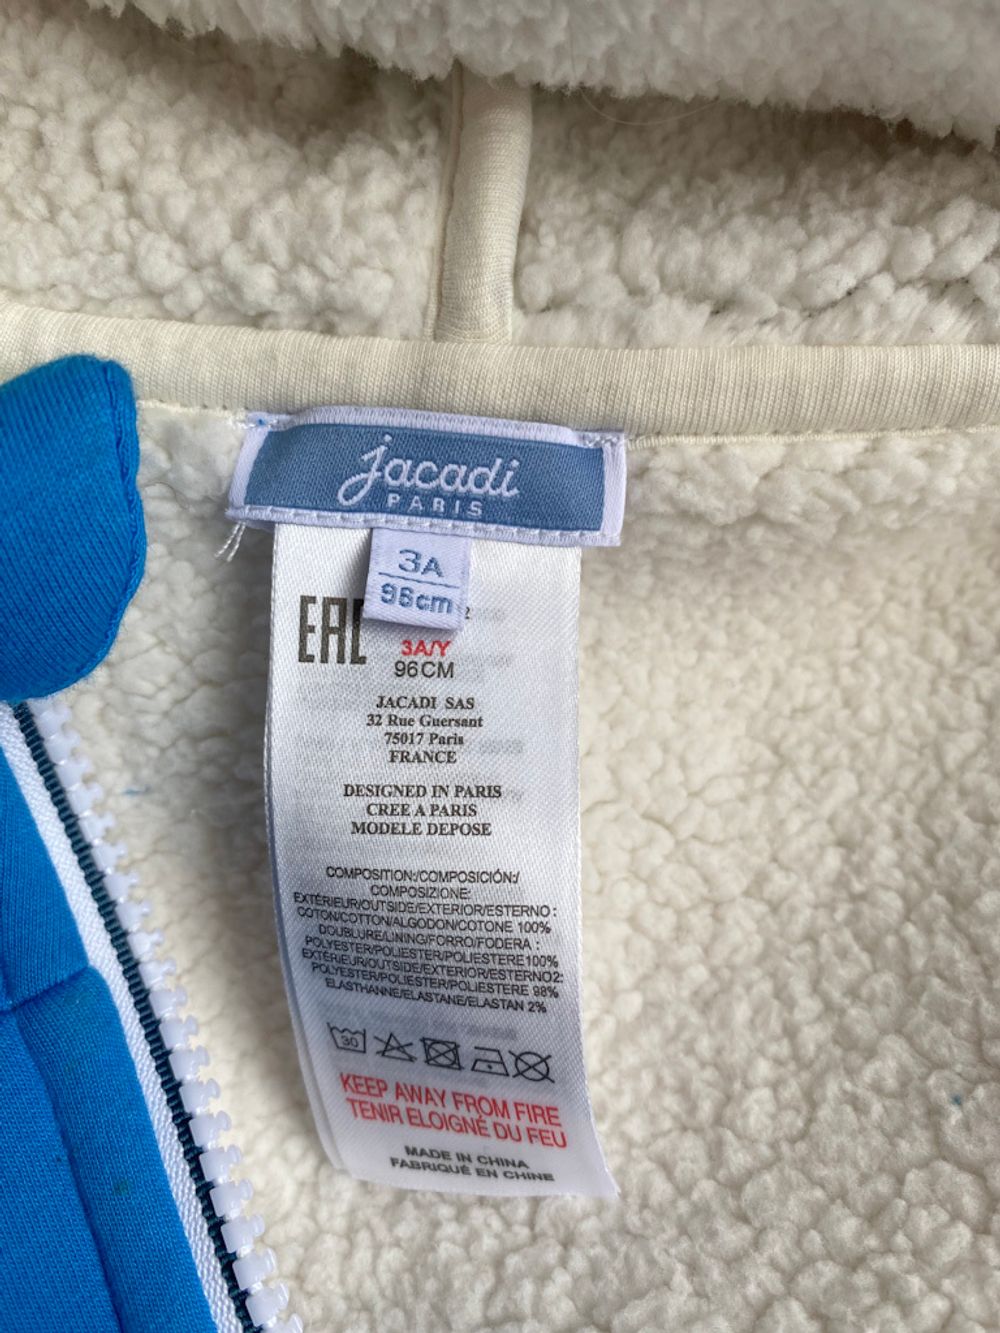 jacadi
PARIS
3A
96cm
EAC
3A/Y
96CM
JACADI SAS
32 Rue Guersant
75017 Paris
FRANCE
DESIGNED IN PARIS
CREE A PARIS
MODELE DEPOSE
COMPOSITION:/COMPOSICIÓN:/
COMPOSIZIONE:
EXTÉRIEUR/OUTSIDE/EXTERIOR/ESTERNO :
COTON/COTTON/ALGODON/COTONE 100%
DOUBLURE/LINING/FORRO/FODERA :
POLYESTER/POLIESTER/POLIESTERE100%
EXTÉRIEUR/OUTSIDE/EXTERIOR/ESTERNO2:
POLYESTER/POLIESTER/POLIESTERE 98%
ELASTHANNE/ELASTANE/ELASTAN 2%
30
KEEP AWAY FROM FIRE
TENIR ELOIGNÉ DU FEU
MADE IN CHINA
FABRIQUÉ EN CHINE